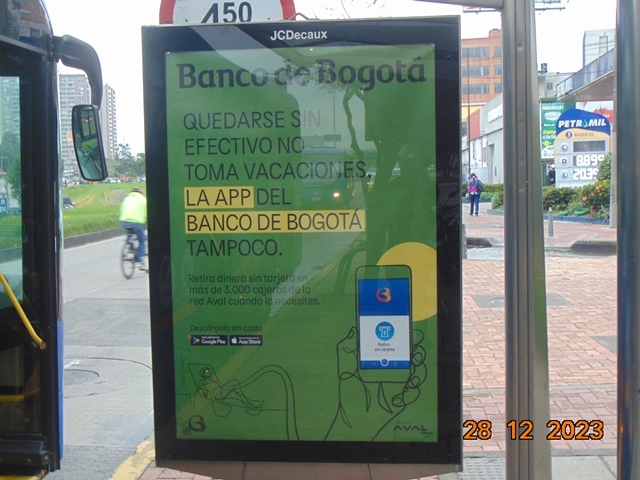 450
JCDecaux
Banco de Bogotá
QUEDARSE SIN
EFECTIVO NO
TOMA VACACIONES.
LA APP DEL
BANCO DE BOGOTÁ
TAMPOCO.
Retira dinero sin tarjeta en
más de 3.000 cajeros de la
red Aval cuando lo necesites.
Descárgala sin costo
Google Play
App Store
Retiro
sin tarjeta
AVAL
PETROMIL
28 12 2023